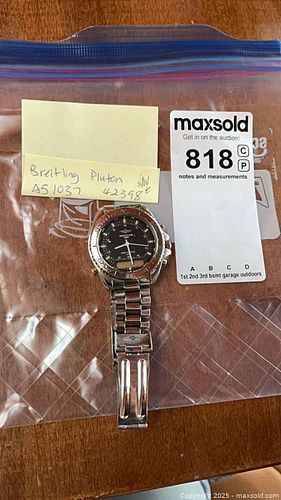 maxsold
Get in on the auction!
818 C
P
notes and measurements
Breitling Pluton S/N
A51037 42398
A B C D
1st 2nd 3rd bsmt garage outdoors
© Copyright 2025 - maxsold.com